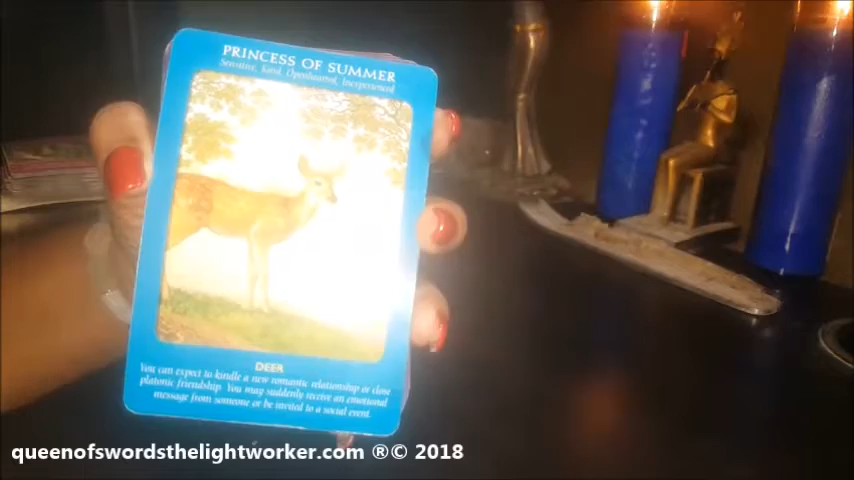 PRINCESS OF SUMMER
Sensitive, Kind, Openhearted, Inexperienced
DEER
You can expect to kindle a new romantic relationship or close
platonic friendship. You may suddenly receive an emotional
message from someone or be invited to a social event.
queenofswordsthelightworker.com ®© 2018